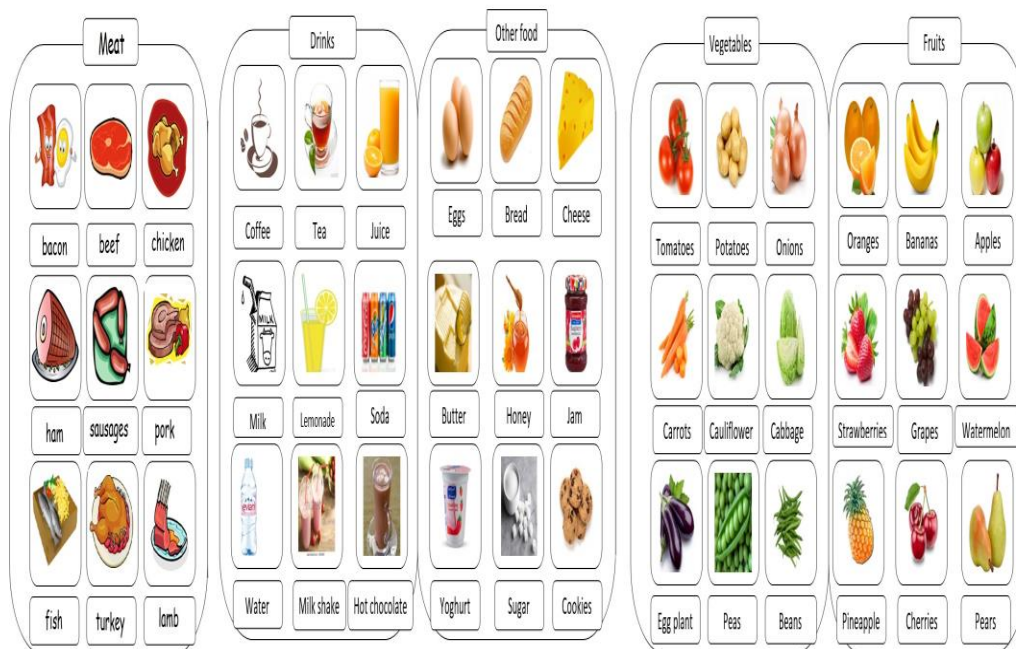 Meat
bacon beef chicken
ham sausages pork
fish turkey lamb
Drinks
Coffee Tea Juice
MILK
Milk Lemonade Soda
evian
Water Milk shake Hot chocolate
Other food
Eggs Bread Cheese
Butter Honey Jam
Yoghurt Sugar Cookies
Vegetables
Tomatoes Potatoes Onions
Carrots Cauliflower Cabbage
Egg plant Peas Beans
Fruits
Oranges Bananas Apples
Strawberries Grapes Watermelon
Pineapple Cherries Pears